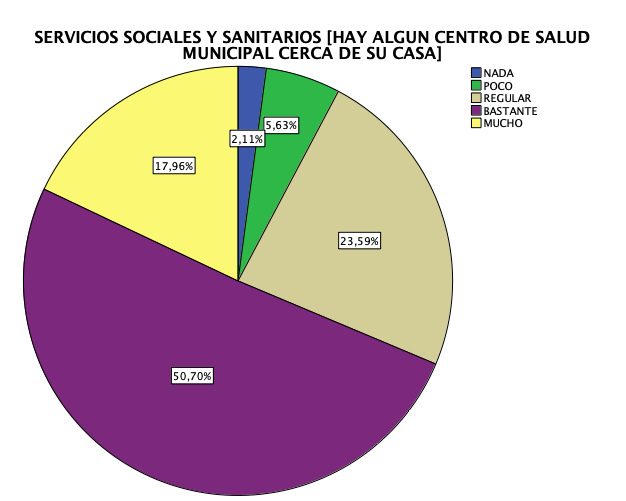 SERVICIOS SOCIALES Y SANITARIOS [HAY ALGUN CENTRO DE SALUD
MUNICIPAL CERCA DE SU CASA]
NADA
POCO
REGULAR
BASTANTE
MUCHO
5,63%
2,11%
17,96%
23,59%
50,70%